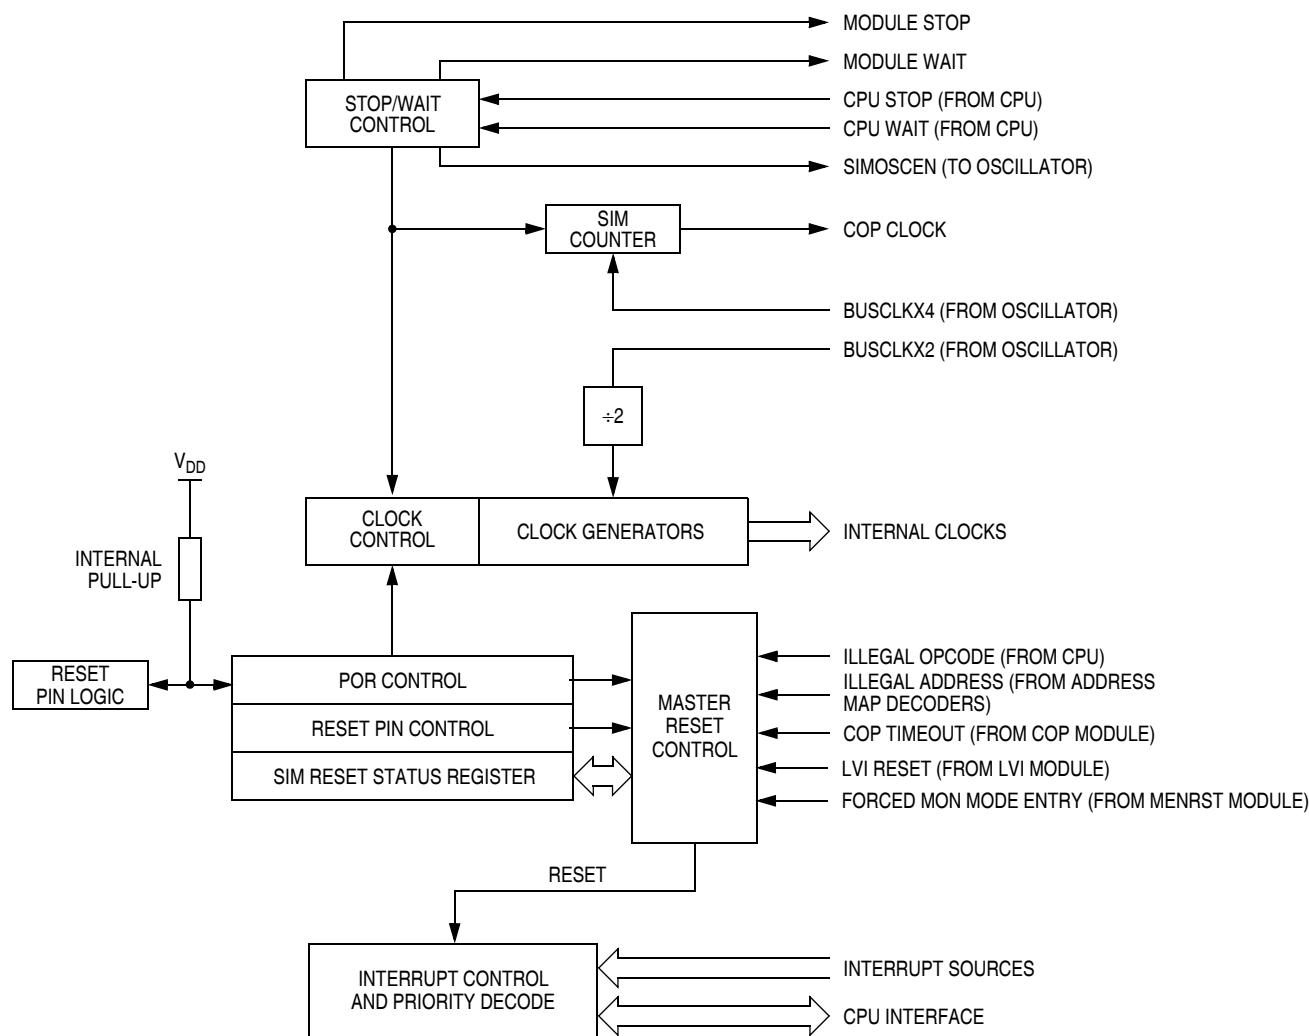 MODULE STOP
MODULE WAIT
STOP/WAIT
CONTROL
CPU STOP (FROM CPU)
CPU WAIT (FROM CPU)
SIMOSCEN (TO OSCILLATOR)
SIM
COUNTER
COP CLOCK
BUSCLKX4 (FROM OSCILLATOR)
BUSCLKX2 (FROM OSCILLATOR)
÷2
VDD
CLOCK
CONTROL
CLOCK GENERATORS
INTERNAL CLOCKS
INTERNAL
PULL-UP
RESET
PIN LOGIC
POR CONTROL
RESET PIN CONTROL
SIM RESET STATUS REGISTER
MASTER
RESET
CONTROL
ILLEGAL OPCODE (FROM CPU)
ILLEGAL ADDRESS (FROM ADDRESS
MAP DECODERS)
COP TIMEOUT (FROM COP MODULE)
LVI RESET (FROM LVI MODULE)
FORCED MON MODE ENTRY (FROM MENRST MODULE)
RESET
INTERRUPT CONTROL
AND PRIORITY DECODE
INTERRUPT SOURCES
CPU INTERFACE